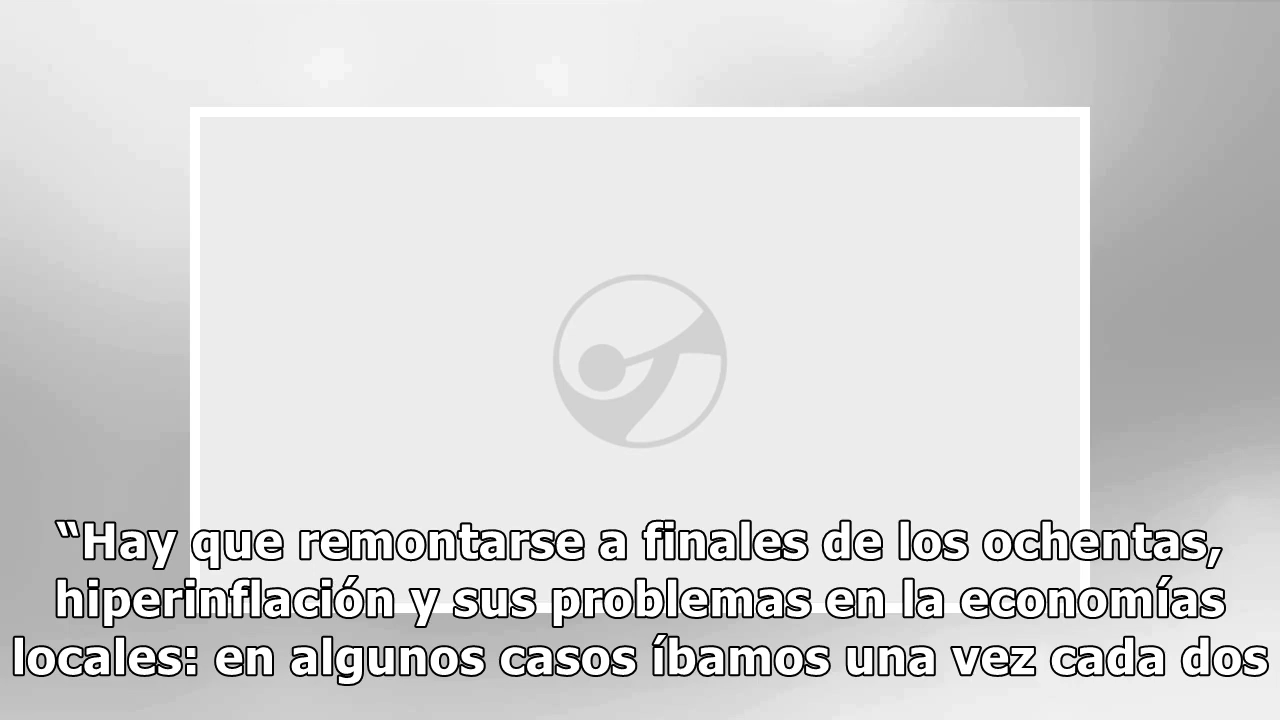 “Hay que remontarse a finales de los ochentas,
hiperinflación y sus problemas en la economías
locales: en algunos casos íbamos una vez cada dos